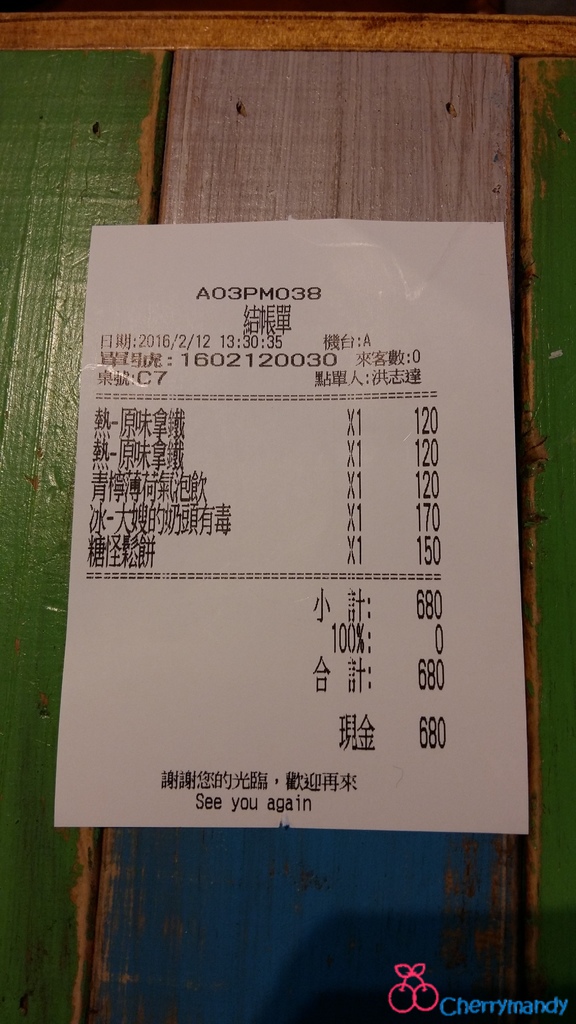 A03PM038
結帳單
日期:2016/2/12 13:30:35 機台:A
單號:1602120030 來客數:0
桌號:C7 點單人:洪志達
熱-原味拿鐵 X1 120
熱-原味拿鐵 X1 120
青檸薄荷氣泡飲 X1 120
冰-大嫂的奶頭有毒 X1 170
糖怪鬆餅 X1 150
小 計: 680
100%: 0
合 計: 680
現金 680
謝謝您的光臨，歡迎再來
See you again
Cherrymandy